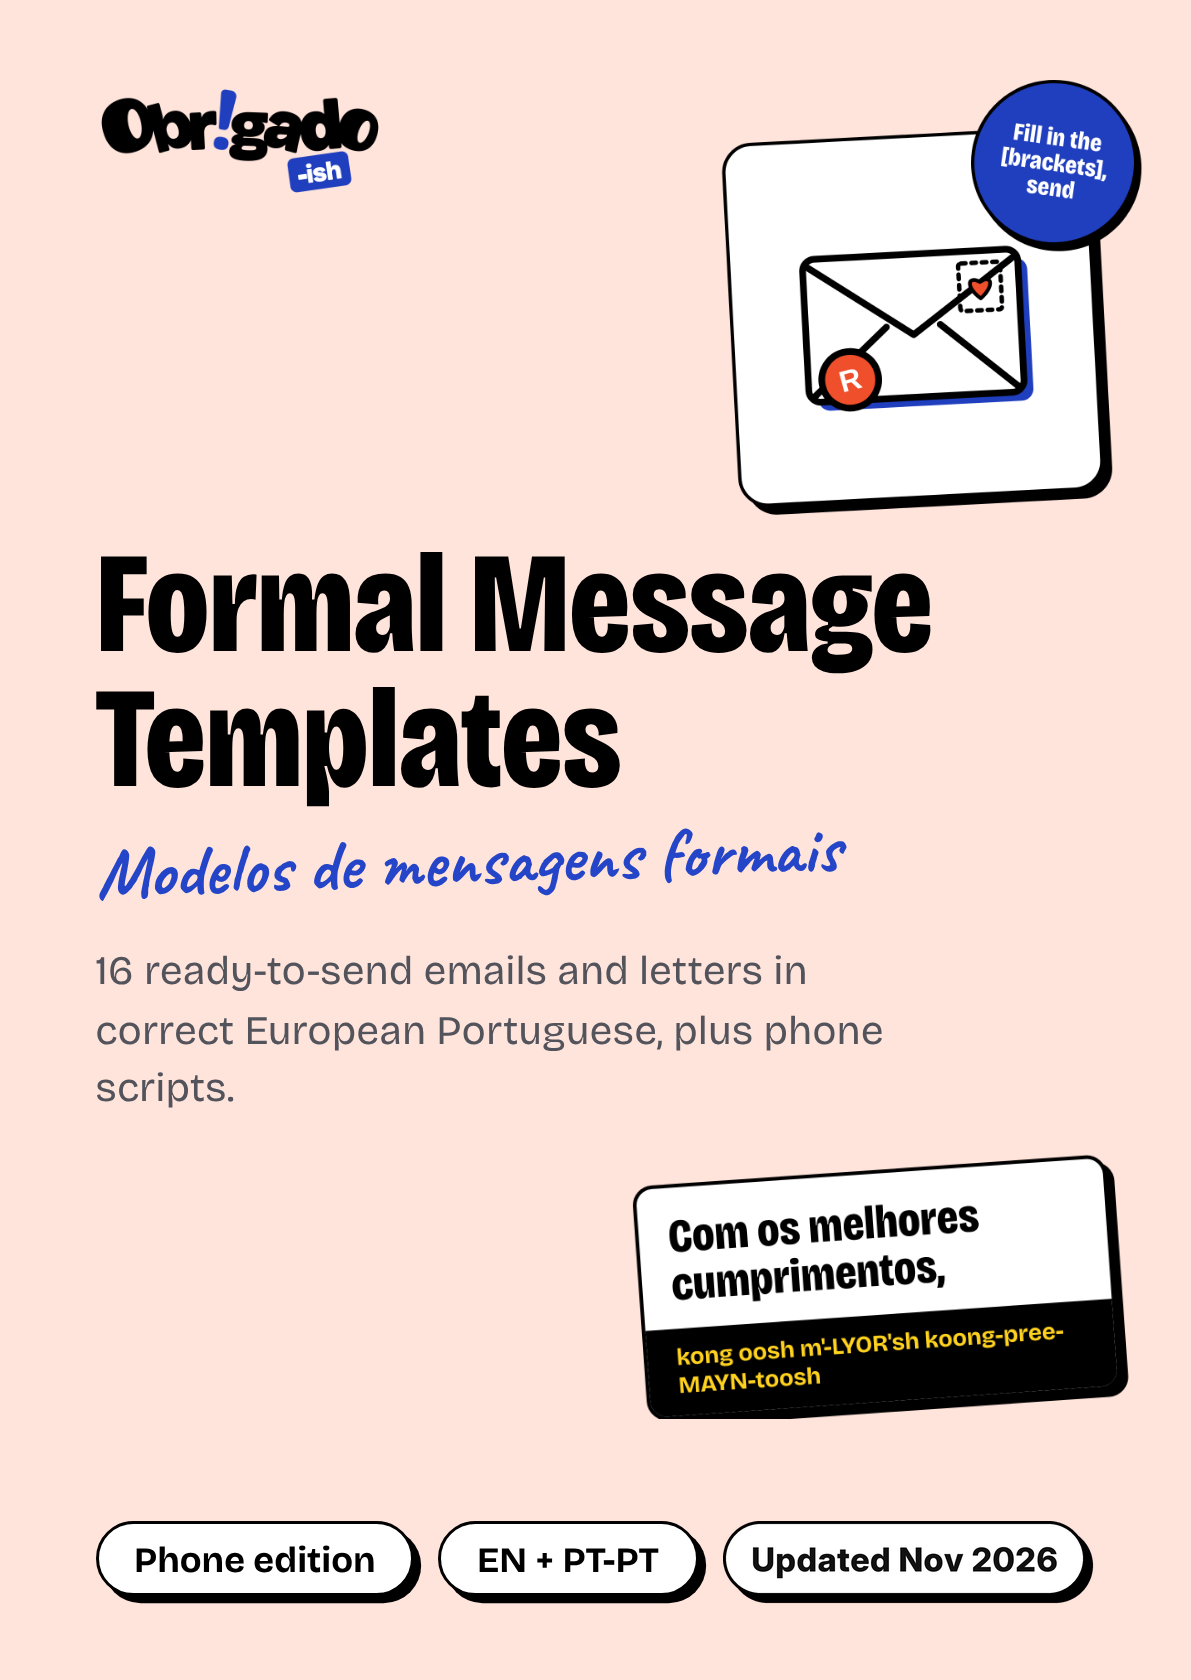 Obr!gado
-ish
Fill in the
[brackets],
send
R
Formal Message
Templates
Modelos de mensagens formais
16 ready-to-send emails and letters in
correct European Portuguese, plus phone
scripts.
Com os melhores
cumprimentos,
kong oosh m'-LYOR'sh koong-pree-
MAYN-toosh
Phone edition
EN + PT-PT
Updated Nov 2026